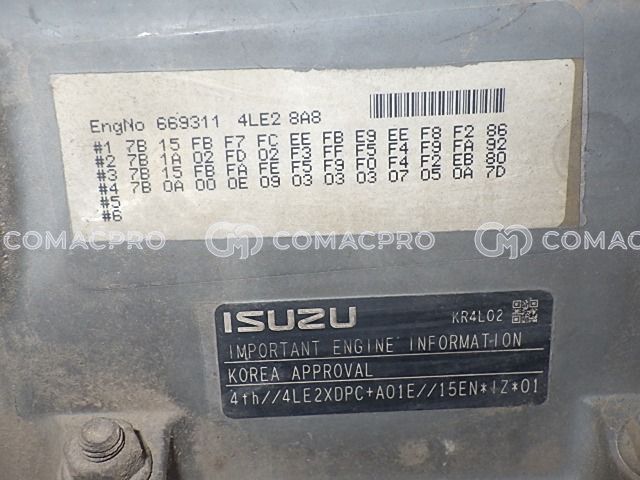 EngNo 669311 4LE2 8A8
#1 7B 15 FB F7 FC EE FB E9 EE F8 F2 86
#2 7B 1A 02 FD 02 F3 FF F5 F4 F9 FA 92
#3 7B 15 FB FA FE F5 F9 F0 F4 F2 EB 80
#4 7B 0A 00 0E 09 03 03 03 07 05 0A 7D
#5
#6
COMACPRO COMACPRO COMACPRO
ISUZU KR4L02
IMPORTANT ENGINE INFORMATION
KOREA APPROVAL
4th//4LE2XDPC+A01E//15EN*IZ*01